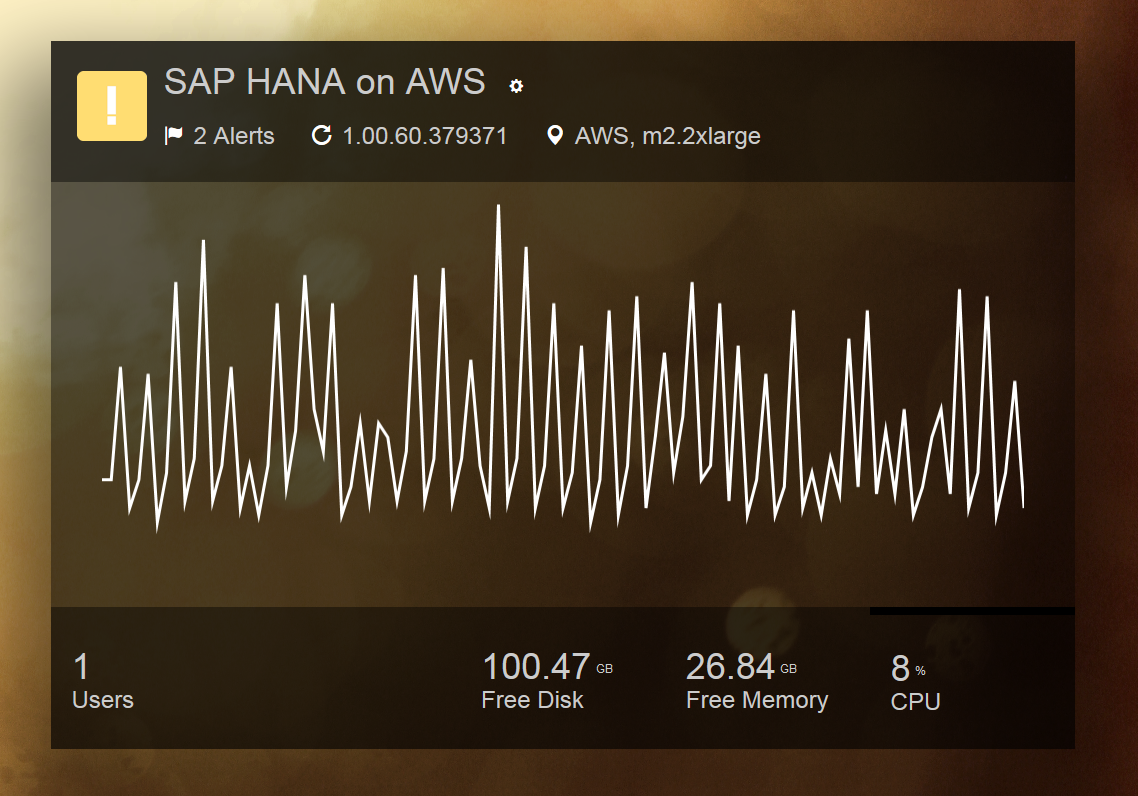 !
SAP HANA on AWS
2 Alerts 1.00.60.379371 AWS, m2.2xlarge
1 100.47 GB 26.84 GB 8 %
Users Free Disk Free Memory CPU